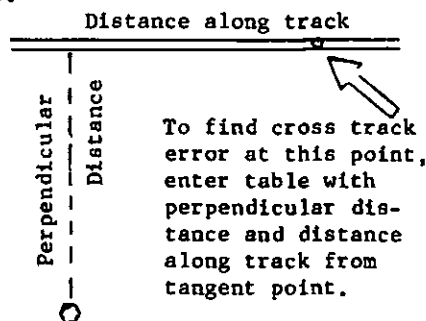 Distance along track
Perpendicular
Distance
To find cross track
error at this point,
enter table with
perpendicular dis-
tance and distance
along track from
tangent point.